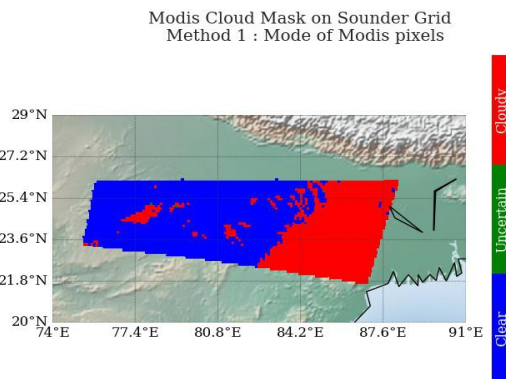 Modis Cloud Mask on Sounder Grid
Method 1 : Mode of Modis pixels
29°N
27.2°N
25.4°N
23.6°N
21.8°N
20°N
74°E
77.4°E
80.8°E
84.2°E
87.6°E
91°E
Cloudy
Uncertain
Clear